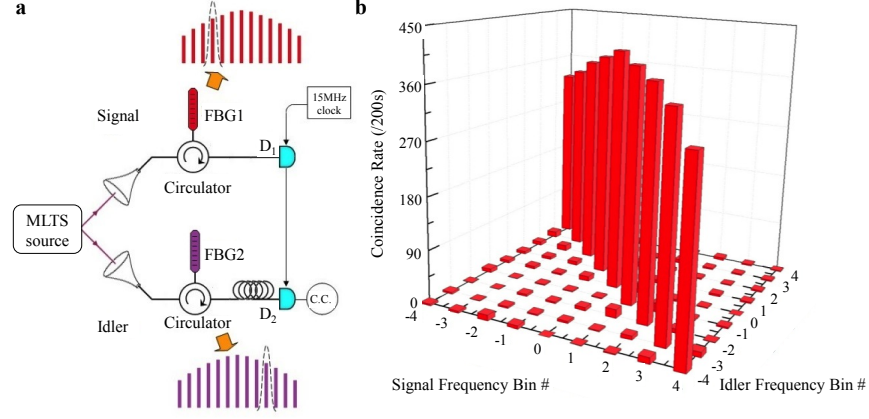 a
Signal
FBG1
15MHz
clock
D1
Circulator
MLTS
source
FBG2
Idler
Circulator
D2
C.C.
b
Coincidence Rate (/200s)
450
360
270
180
90
0
-4
-3
-2
-1
0
1
2
3
4
Signal Frequency Bin #
4
3
2
1
0
-1
-2
-3
-4
Idler Frequency Bin #